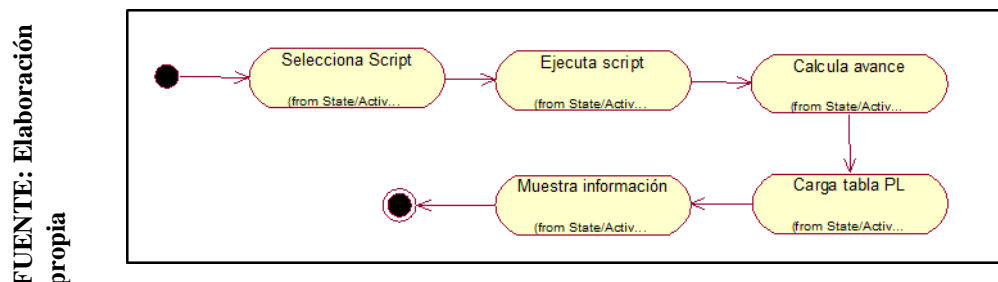 FUENTE: Elaboración
propia
Selecciona Script
(from State/Activ...
Ejecuta script
(from State/Activ...
Calcula avance
(from State/Activ...
Carga tabla PL
(from State/Activ...
Muestra información
(from State/Activ...